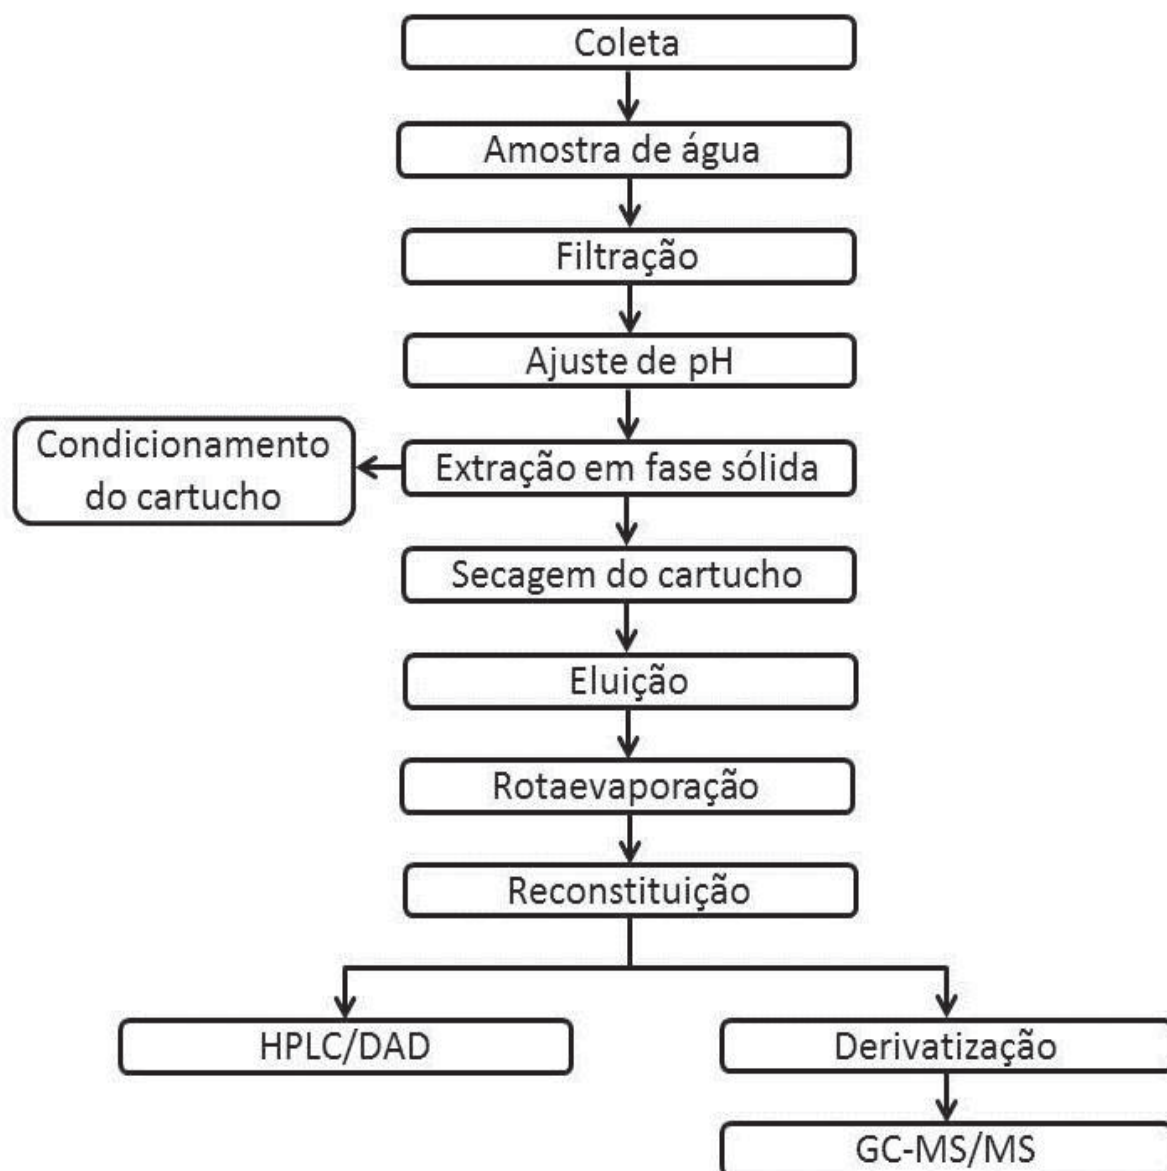 Coleta
Amostra de água
Filtração
Ajuste de pH
Condicionamento
do cartucho
Extração em fase sólida
Secagem do cartucho
Eluição
Rotaevaporação
Reconstituição
HPLC/DAD
Derivatização
GC-MS/MS